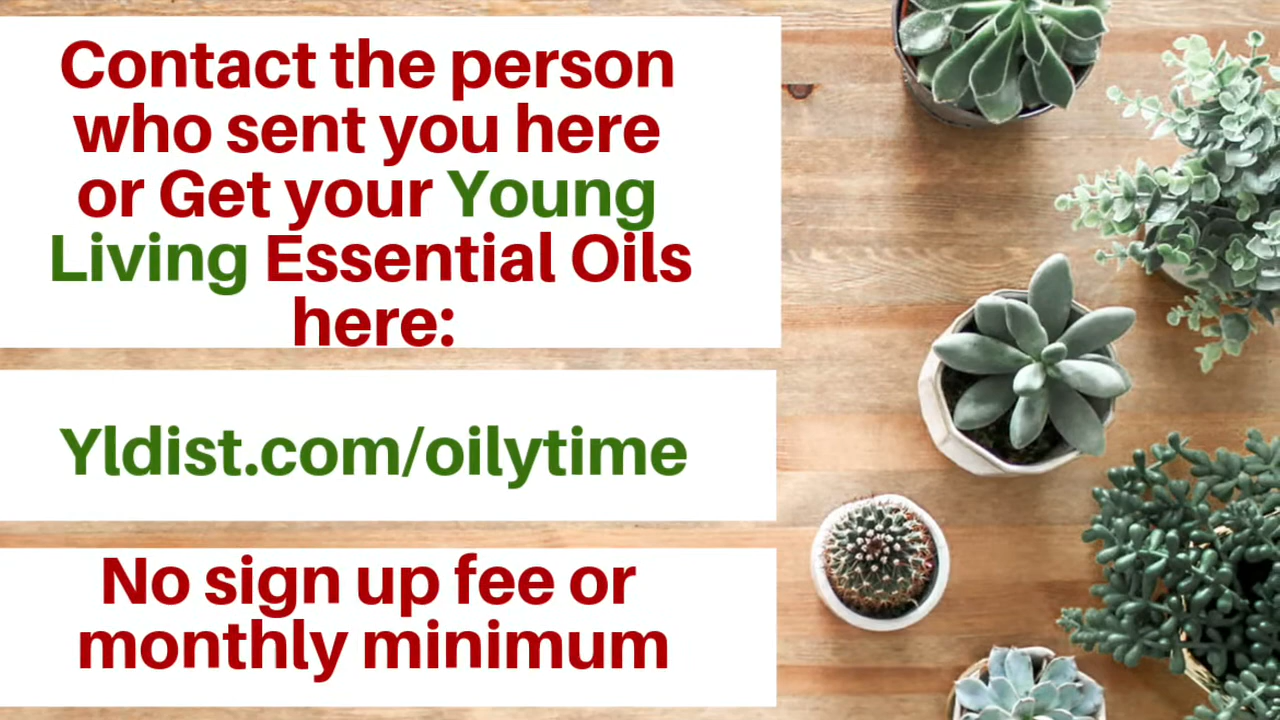 Contact the person
who sent you here
or Get your Young
Living Essential Oils
here:
Yldist.com/oilytime
No sign up fee or
monthly minimum